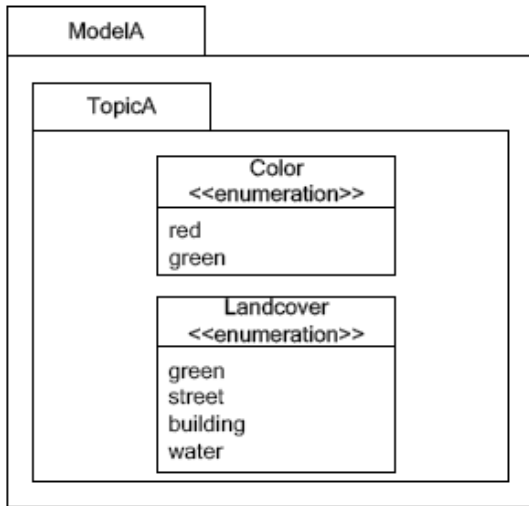 ModelA
TopicA
Color
<<enumeration>>
red
green
Landcover
<<enumeration>>
green
street
building
water